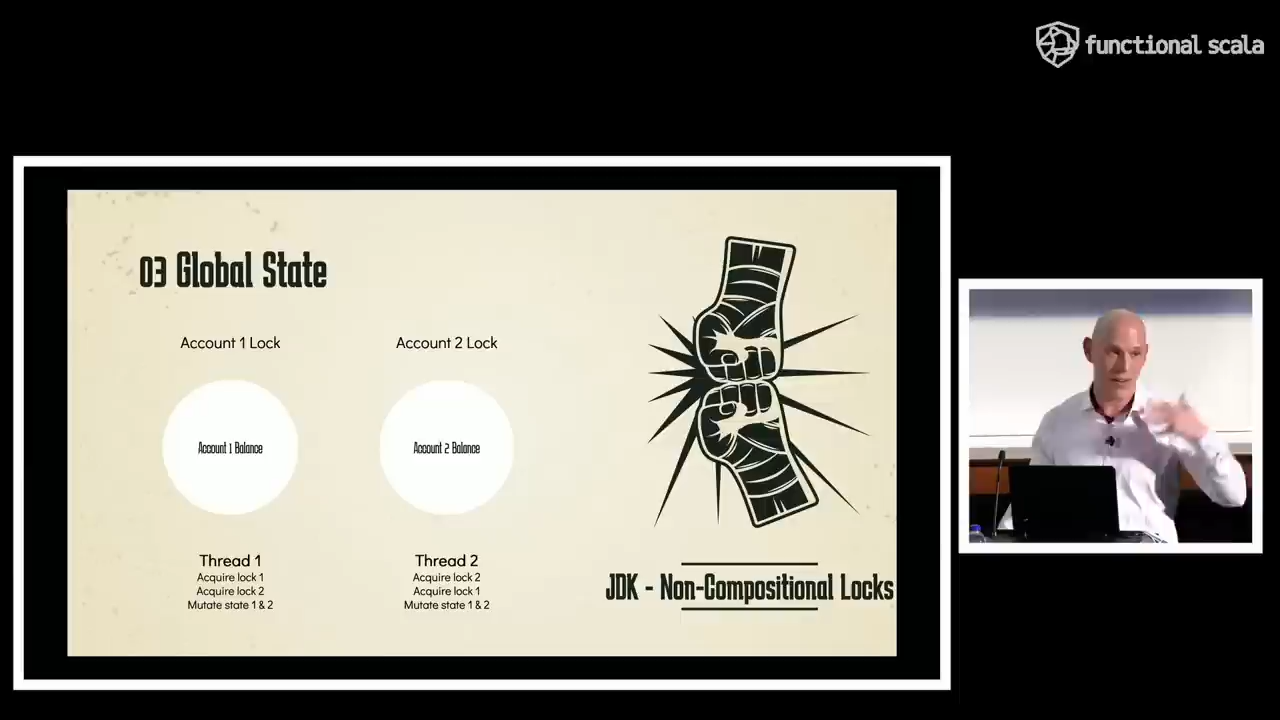 functional scala
03 Global State
Account 1 Lock
Account 2 Lock
Account 1 Balance
Account 2 Balance
Thread 1
Acquire lock 1
Acquire lock 2
Mutate state 1 & 2
Thread 2
Acquire lock 2
Acquire lock 1
Mutate state 1 & 2
JDK - Non-Compositional Locks